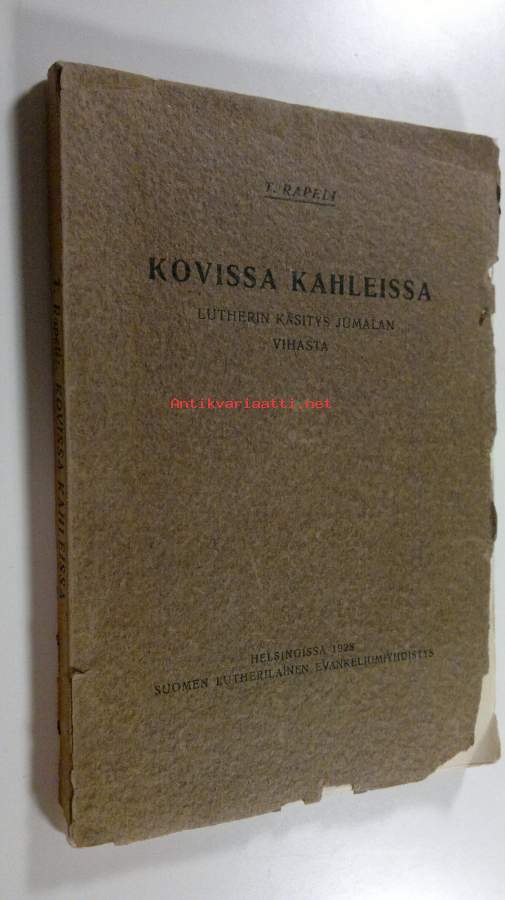 T. RAPELI
KOVISSA KAHLEISSA
LUTHERIN KÄSITYS JUMALAN
VIHASTA
Antikvariaatti.net
HELSINGISSÄ 1928
SUOMEN LUTHERILAINEN EVANKELIUMIYHDISTYS
T. Rapeli: KOVISSA KAHLEISSA